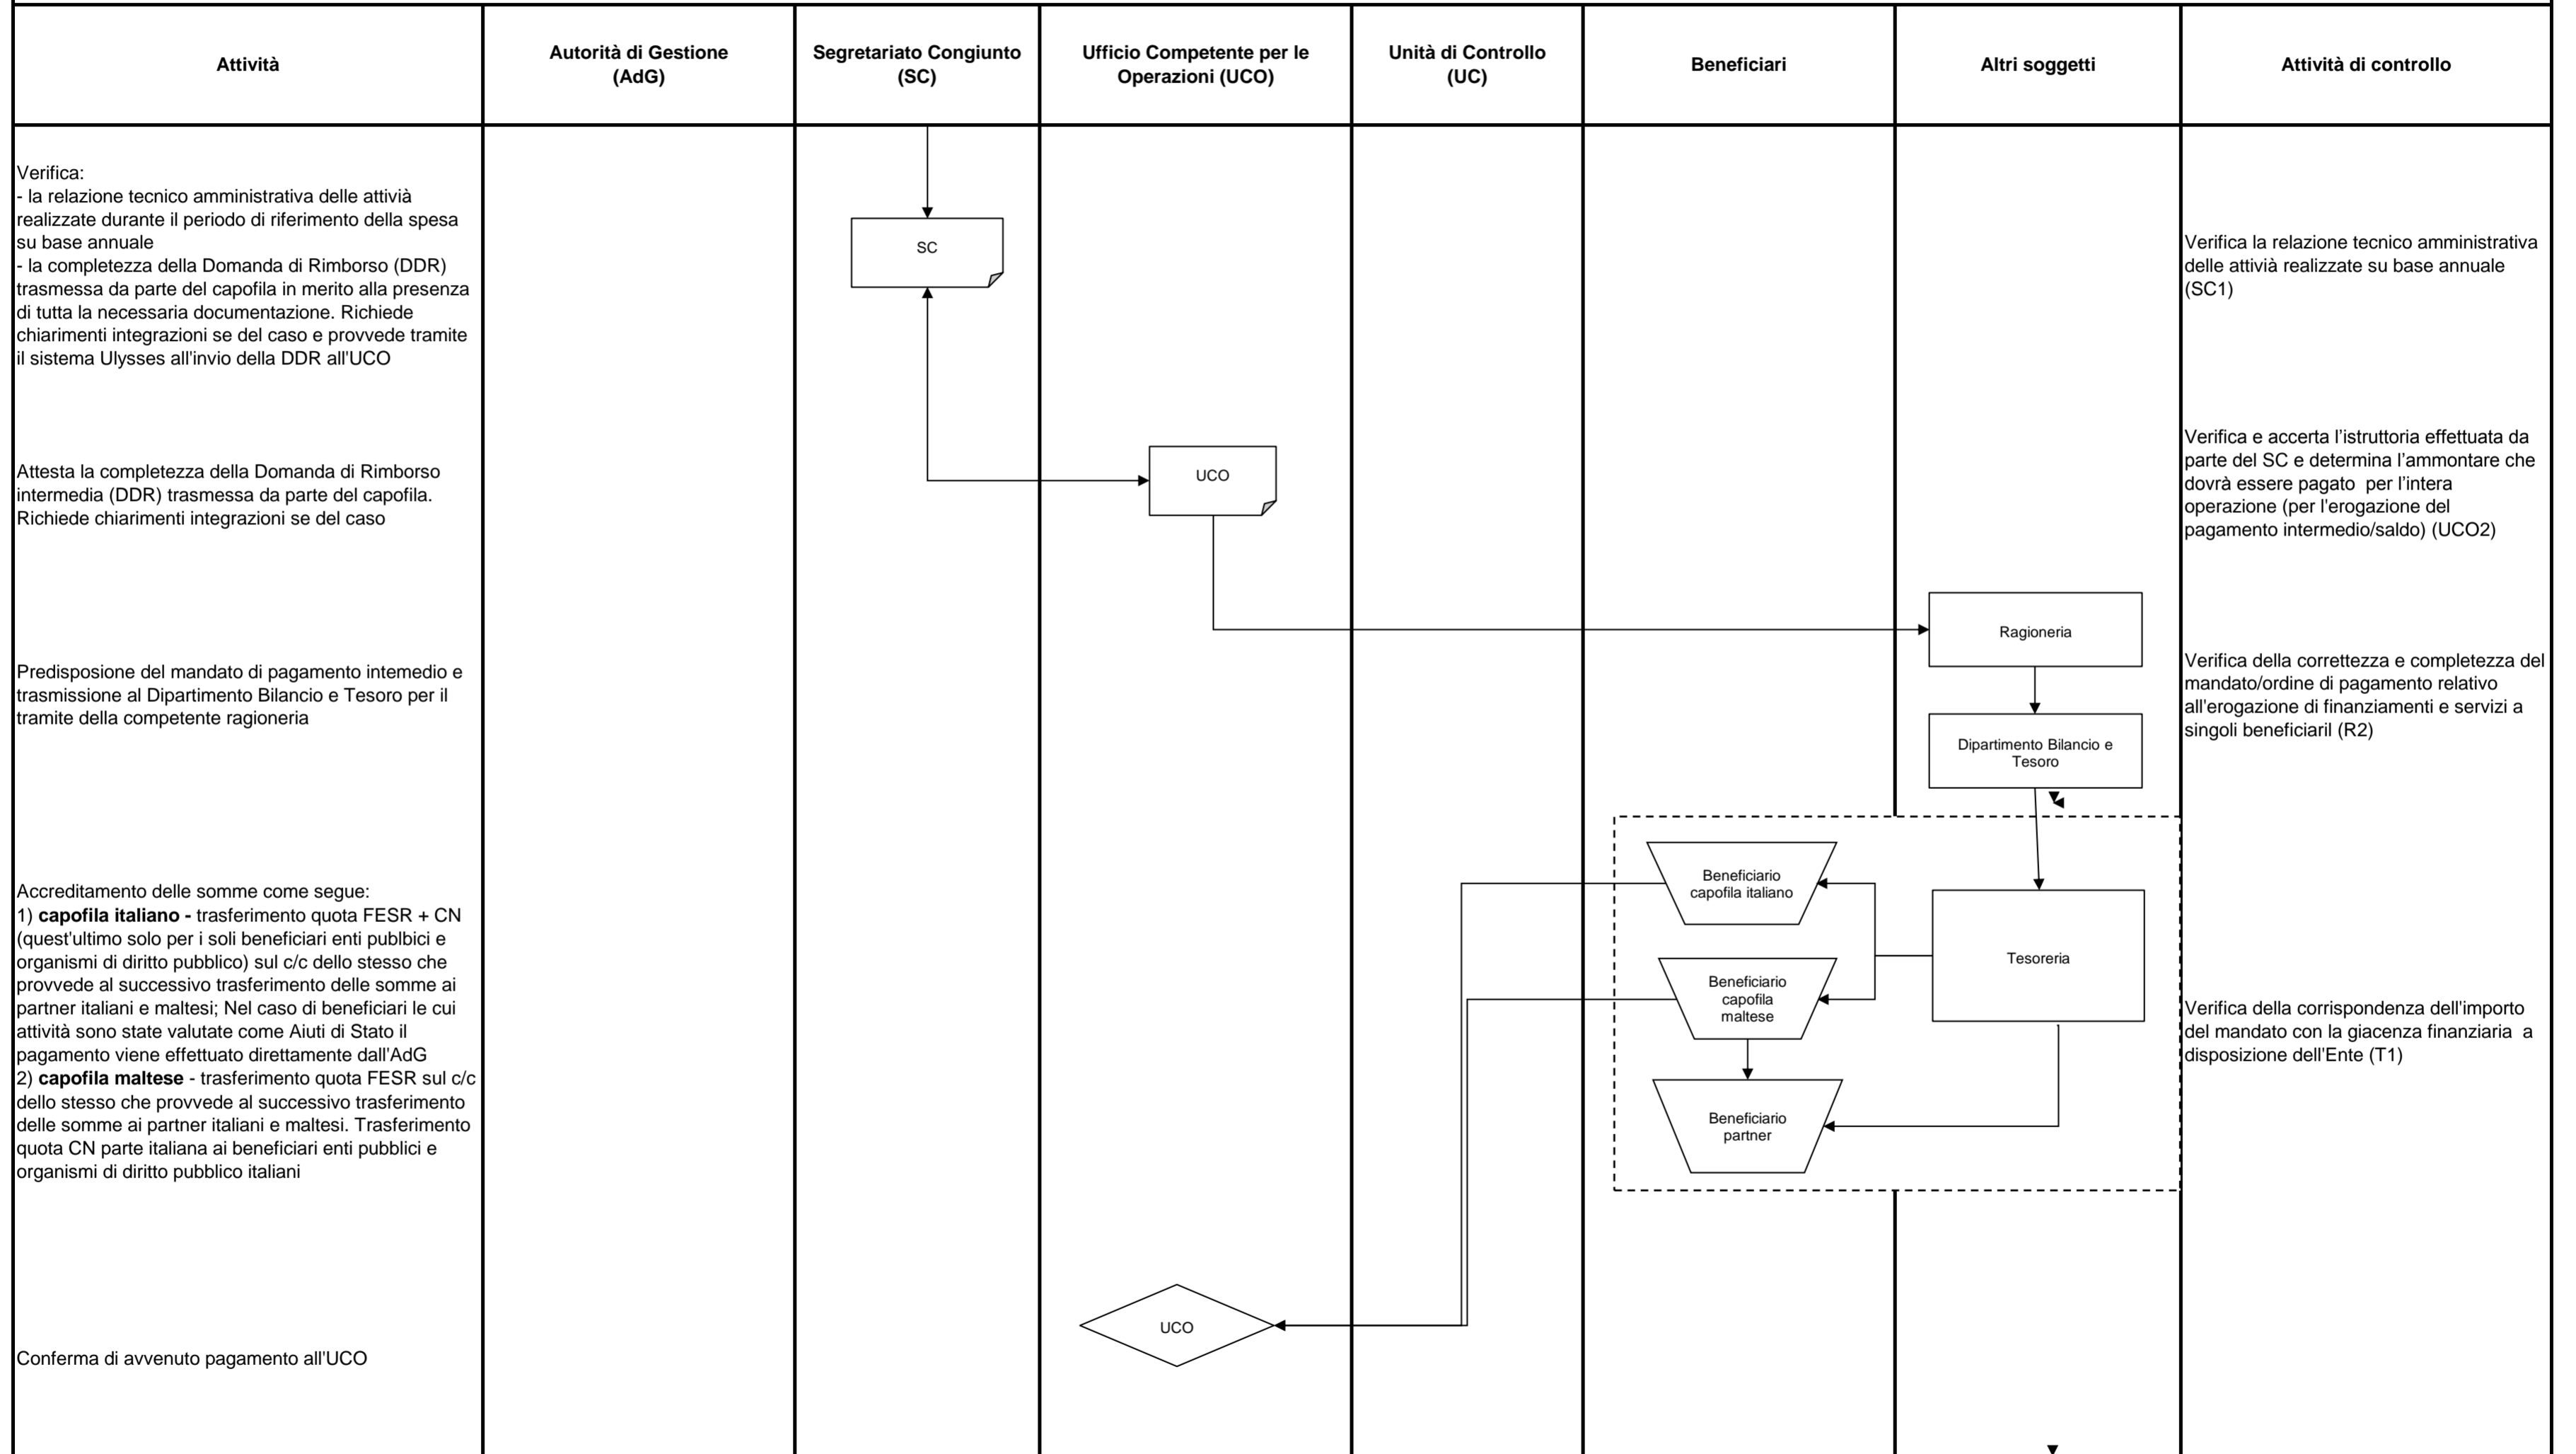 Attività
Autorità di Gestione
(AdG)
Segretariato Congiunto
(SC)
Ufficio Competente per le
Operazioni (UCO)
Unità di Controllo
(UC)
Beneficiari
Altri soggetti
Attività di controllo
Verifica:
- la relazione tecnico amministrativa delle attivià
realizzate durante il periodo di riferimento della spesa
su base annuale
- la completezza della Domanda di Rimborso (DDR)
trasmessa da parte del capofila in merito alla presenza
di tutta la necessaria documentazione. Richiede
chiarimenti integrazioni se del caso e provvede tramite
il sistema Ulysses all'invio della DDR all'UCO
SC
Verifica la relazione tecnico amministrativa
delle attivià realizzate su base annuale
(SC1)
Attesta la completezza della Domanda di Rimborso
intermedia (DDR) trasmessa da parte del capofila.
Richiede chiarimenti integrazioni se del caso
UCO
Verifica e accerta l’istruttoria effettuata da
parte del SC e determina l’ammontare che
dovrà essere pagato  per l’intera
operazione (per l'erogazione del
pagamento intermedio/saldo) (UCO2)
Predisposione del mandato di pagamento intemedio e
trasmissione al Dipartimento Bilancio e Tesoro per il
tramite della competente ragioneria
Ragioneria
Dipartimento Bilancio e
Tesoro
Verifica della correttezza e completezza del
mandato/ordine di pagamento relativo
all'erogazione di finanziamenti e servizi a
singoli beneficiaril (R2)
Accreditamento delle somme come segue:
1) capofila italiano - trasferimento quota FESR + CN
(quest'ultimo solo per i soli beneficiari enti publbici e
organismi di diritto pubblico) sul c/c dello stesso che
provvede al successivo trasferimento delle somme ai
partner italiani e maltesi; Nel caso di beneficiari le cui
attività sono state valutate come Aiuti di Stato il
pagamento viene effettuato direttamente dall'AdG
2) capofila maltese - trasferimento quota FESR sul c/c
dello stesso che provvede al successivo trasferimento
delle somme ai partner italiani e maltesi. Trasferimento
quota CN parte italiana ai beneficiari enti pubblici e
organismi di diritto pubblico italiani
Beneficiario
capofila italiano
Beneficiario
capofila
maltese
Beneficiario
partner
Tesoreria
Verifica della corrispondenza dell'importo
del mandato con la giacenza finanziaria  a
disposizione dell'Ente (T1)
Conferma di avvenuto pagamento all'UCO
UCO